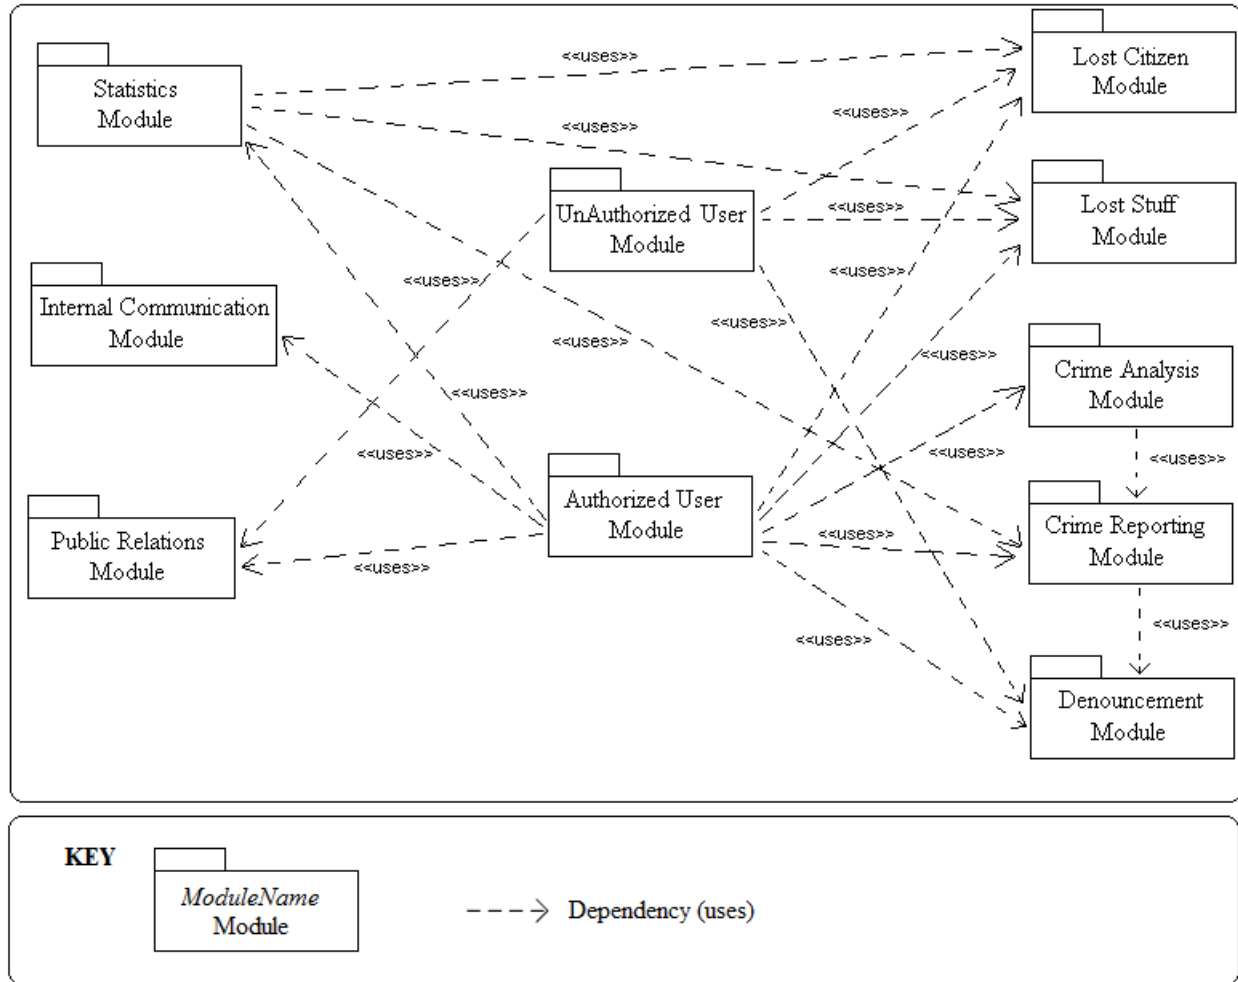 Statistics
Module
<<uses>>
Lost Citizen
Module
<<uses>>
<<uses>>
UnAuthorized User
Module
<<uses>>
Lost Stuff
Module
<<uses>>
Internal Communication
Module
<<uses>>
<<uses>>
<<uses>>
<<uses>>
Crime Analysis
Module
<<uses>>
<<uses>>
<<uses>>
<<uses>>
Public Relations
Module
<<uses>>
Authorized User
Module
<<uses>>
Crime Reporting
Module
<<uses>>
<<uses>>
Denouncement
Module
KEY
ModuleName
Module
Dependency (uses)